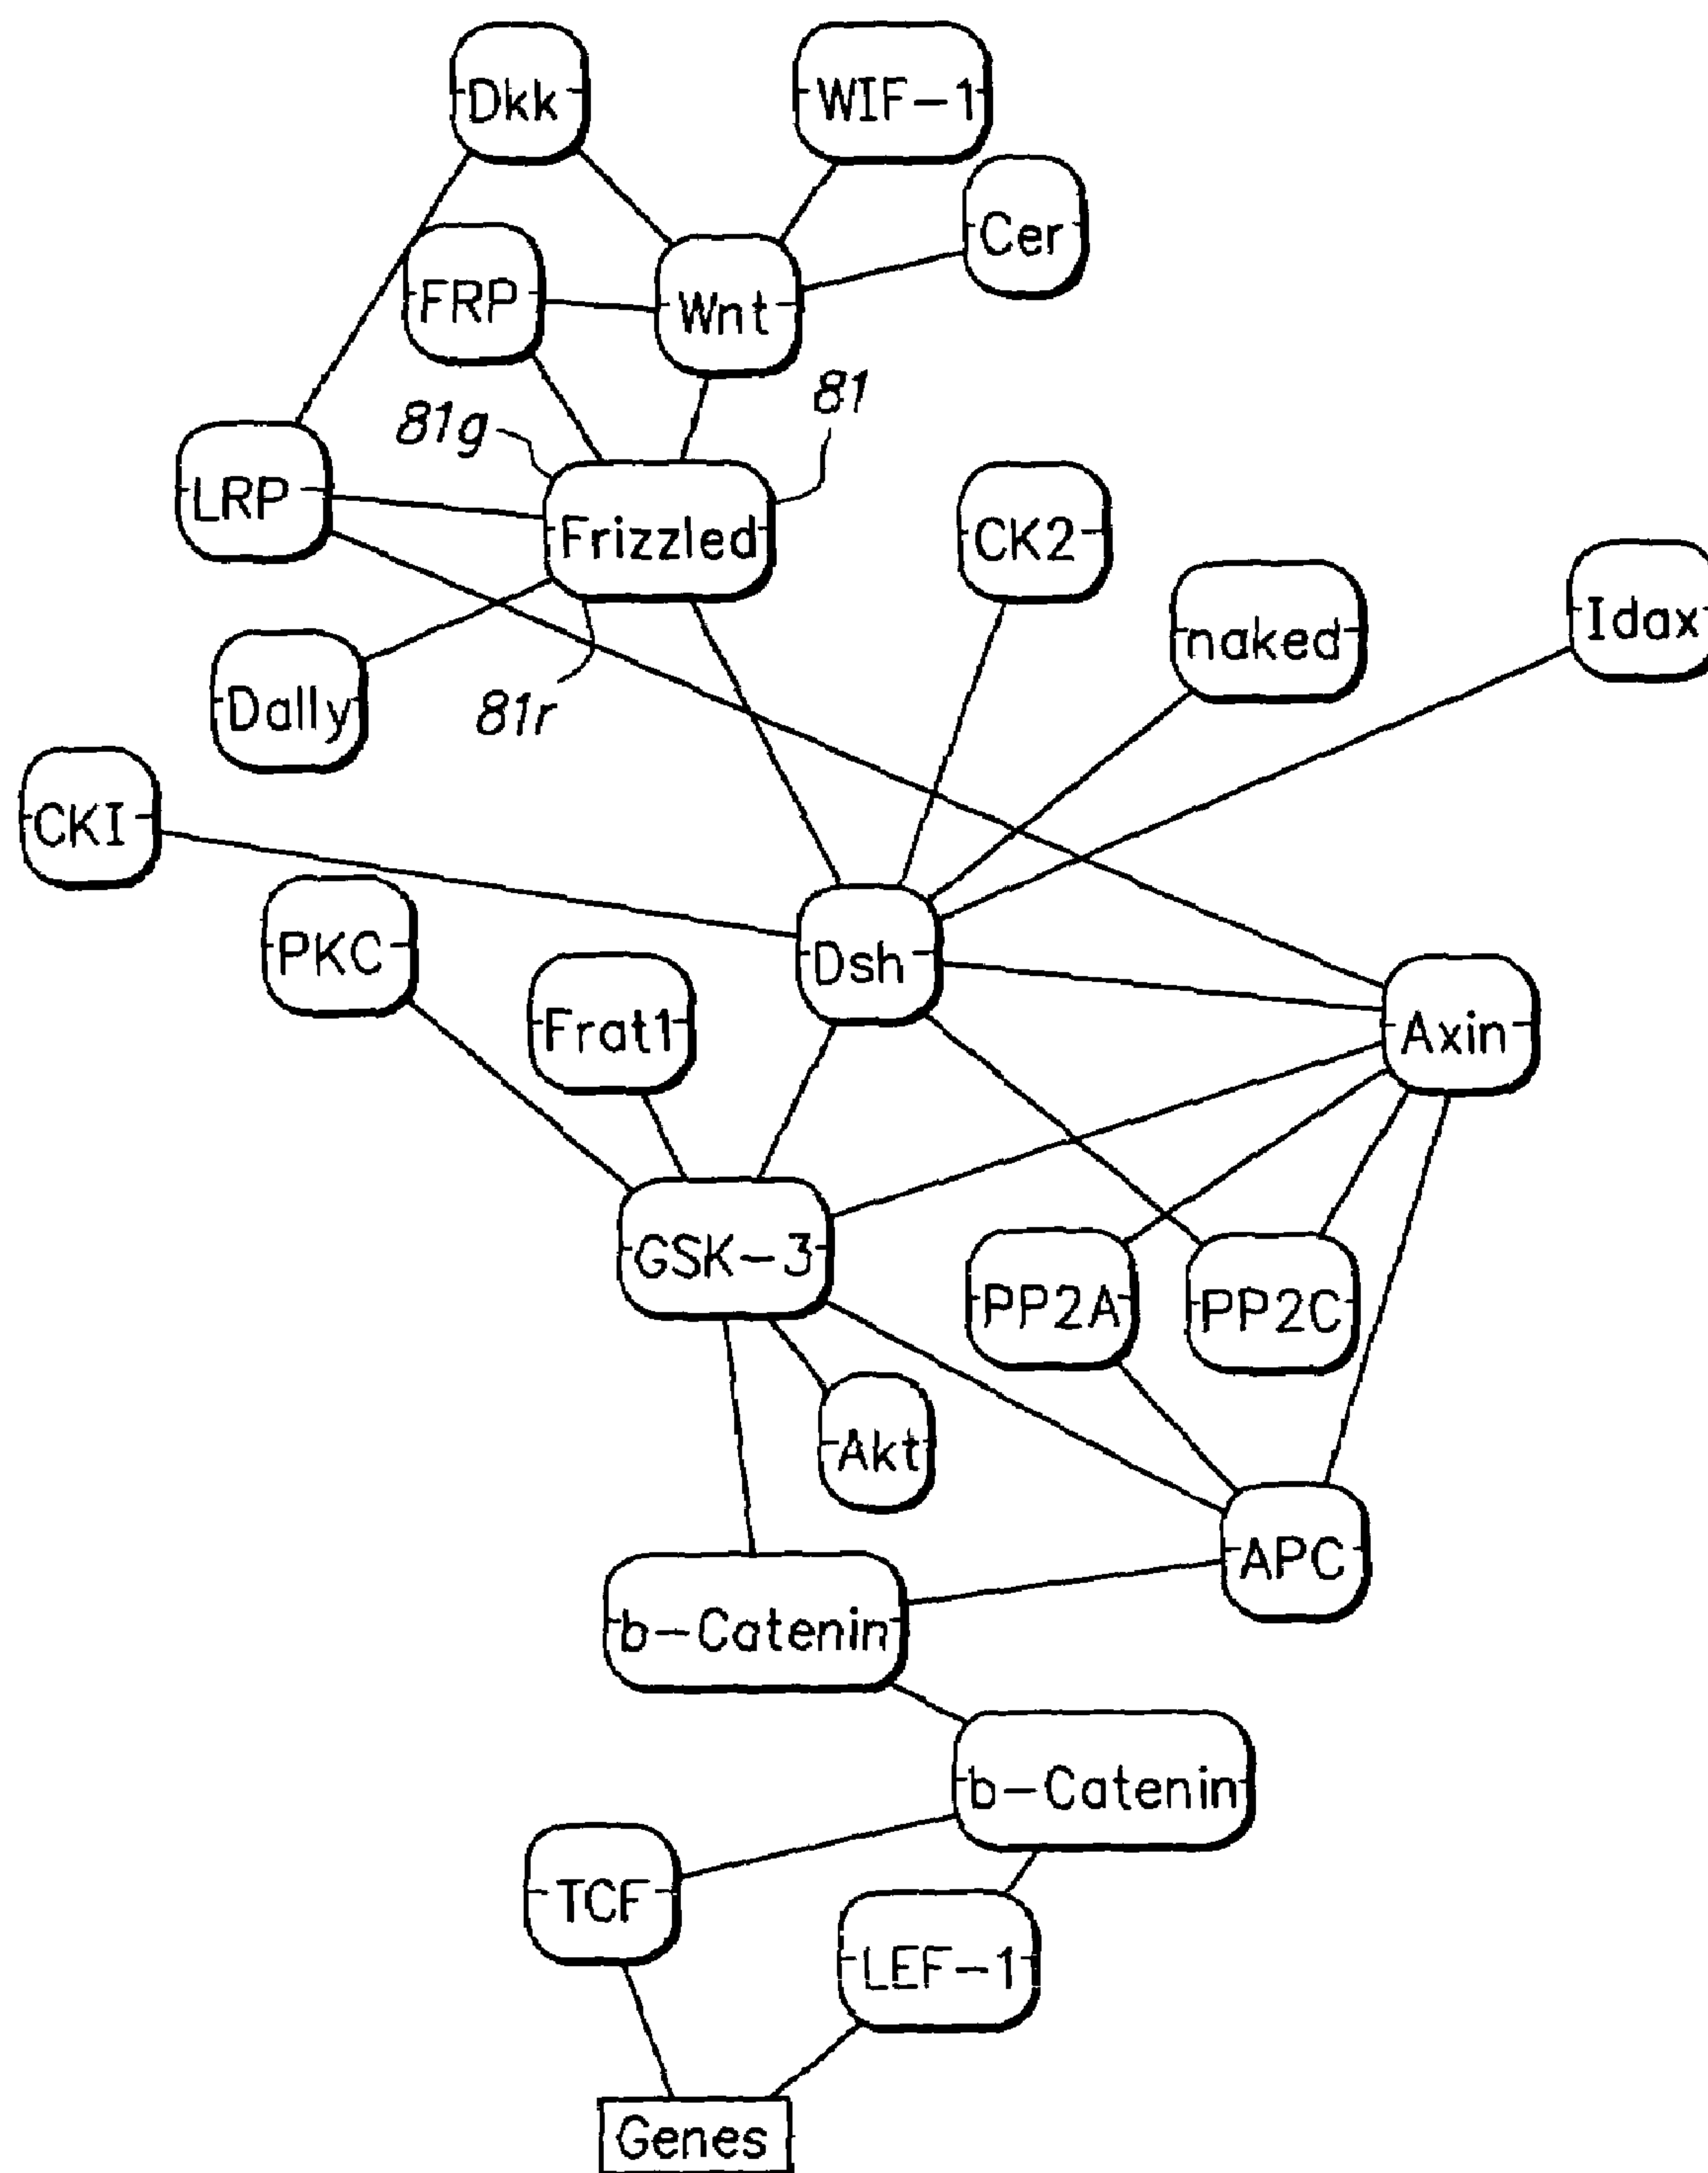 Dkk
WIF-1
Cer
FRP
Wnt
81
81g
LRP
Frizzled
CK2
naked
Idax
Dally
81r
CKI
PKC
Dsh
Frat1
Axin
GSK-3
PP2A
PP2C
Akt
APC
b-Catenin
b-Catenin
TCF
LEF-1
Genes